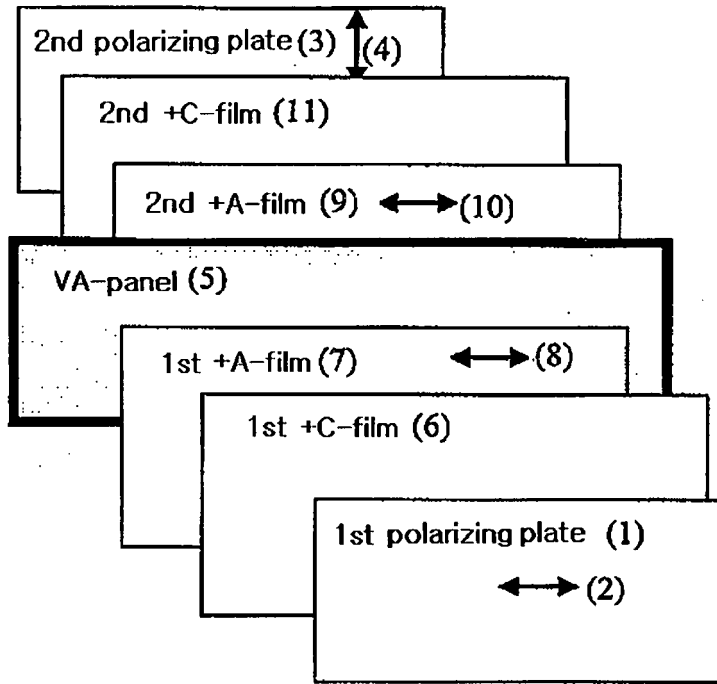 2nd polarizing plate (3) (4)
2nd +C-film (11)
2nd +A-film (9) (10)
VA-panel (5)
1st +A-film (7) (8)
1st +C-film (6)
1st polarizing plate (1)
(2)